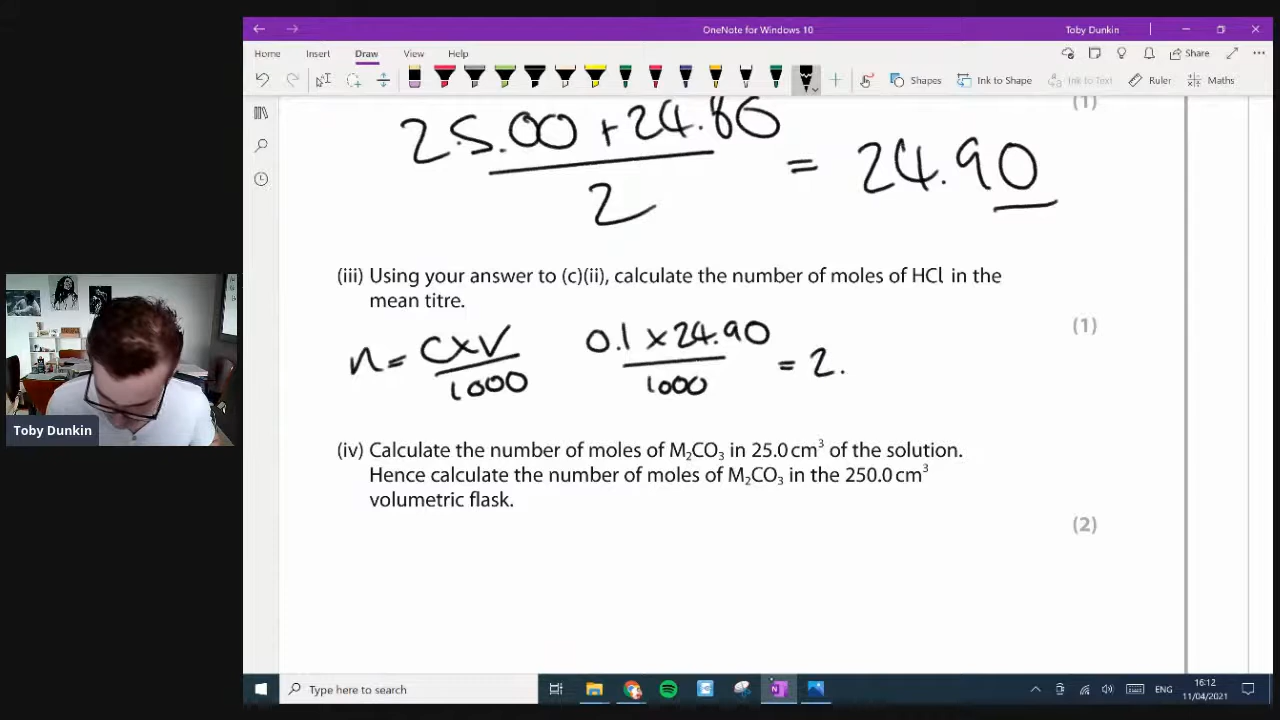 OneNote for Windows 10
Toby Dunkin
Home Insert Draw View Help
Share
Shapes Ink to Shape Ink to Text Ruler Maths
(1)
25.00 + 24.80
2
= 24.90
(iii) Using your answer to (c)(ii), calculate the number of moles of HCl in the
mean titre.
(1)
n = CxV
1000
0.1 x 24.90
1000
= 2.
(iv) Calculate the number of moles of M₂CO₃ in 25.0 cm³ of the solution.
Hence calculate the number of moles of M₂CO₃ in the 250.0 cm³
volumetric flask.
(2)
Toby Dunkin
Type here to search
ENG
16:12
11/04/2021